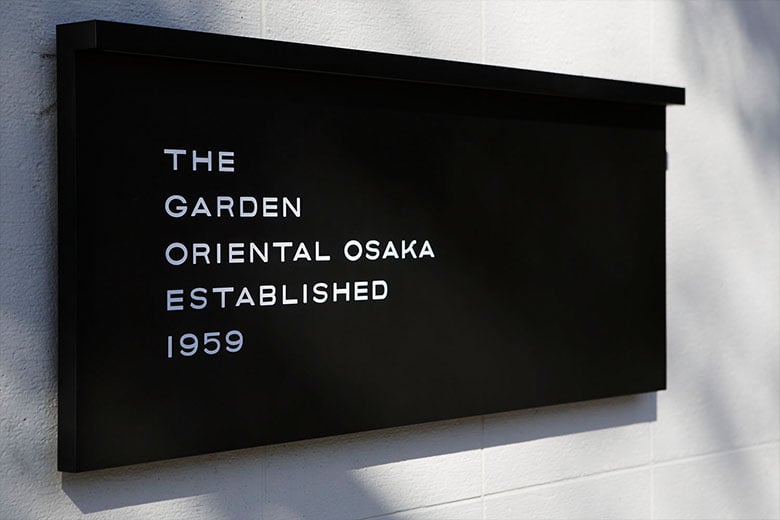 THE
GARDEN
ORIENTAL OSAKA
ESTABLISHED
1959